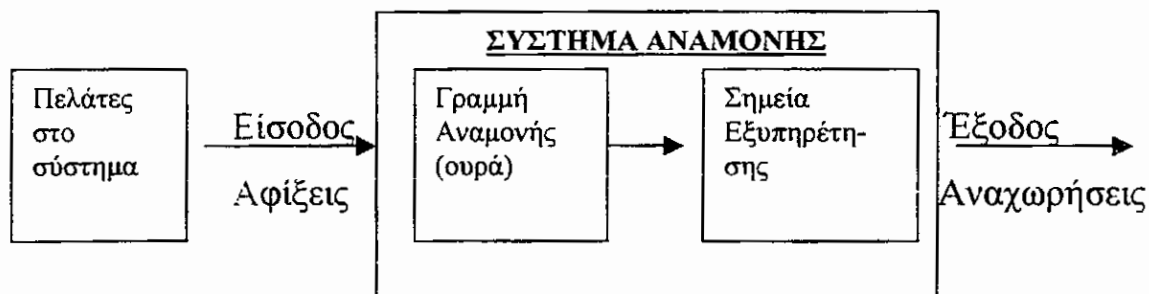 ΣΥΣΤΗΜΑ ΑΝΑΜΟΝΗΣ
Πελάτες
στο
σύστημα
Είσοδος
Αφίξεις
Γραμμή
Αναμονής
(ουρά)
Σημεία
Εξυπηρέτη-
σης
Έξοδος
Αναχωρήσεις